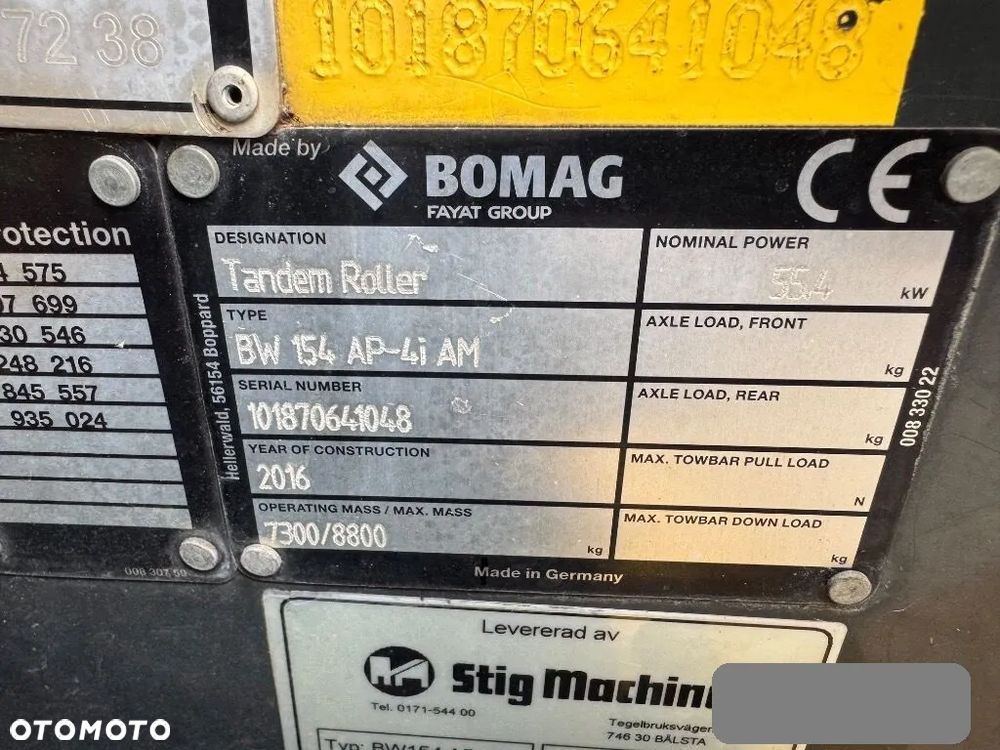 72 38
101870641048
Made by
BOMAG
FAYAT GROUP
CE
otection
4 575
07 699
30 546
248 216
845 557
935 024
008 307 59
Hellerwald, 56154 Boppard
DESIGNATION
Tandem Roller
TYPE
BW 154 AP-4i AM
SERIAL NUMBER
101870641048
YEAR OF CONSTRUCTION
2016
OPERATING MASS / MAX. MASS
7300/8800
kg
NOMINAL POWER
55.4
kW
AXLE LOAD, FRONT
kg
AXLE LOAD, REAR
kg
MAX. TOWBAR PULL LOAD
N
MAX. TOWBAR DOWN LOAD
kg
008 330 22
Made in Germany
Levererad av
Stig Machin
Tel. 0171-544 00
Tegelbruksvägen
746 30 BÅLSTA
Typ: BW154
OTOMOTO